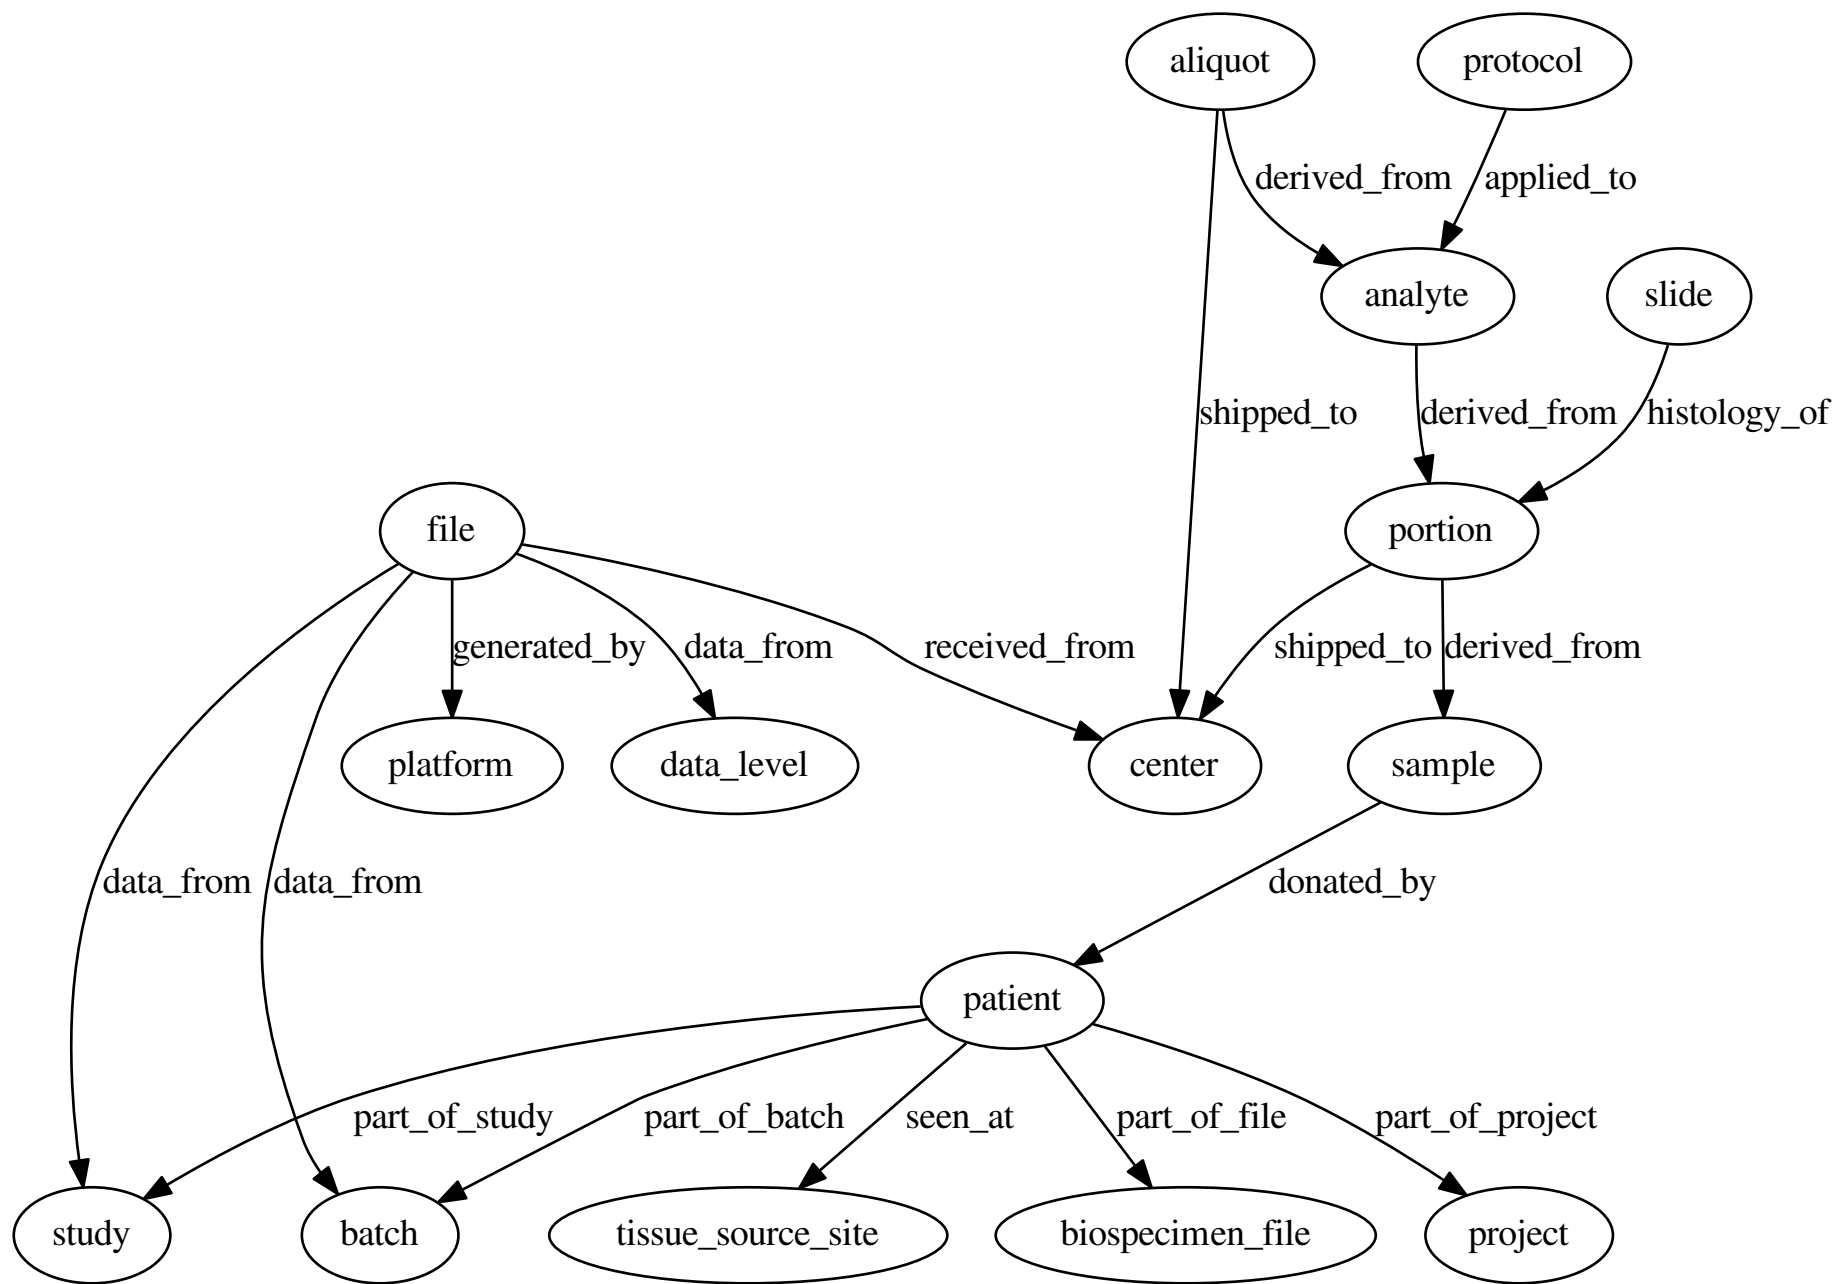 aliquot
protocol
derived_from
applied_to
analyte
slide
shipped_to
derived_from
histology_of
file
portion
generated_by
data_from
received_from
shipped_to
derived_from
platform
data_level
center
sample
data_from
data_from
donated_by
patient
part_of_study
part_of_batch
seen_at
part_of_file
part_of_project
study
batch
tissue_source_site
biospecimen_file
project